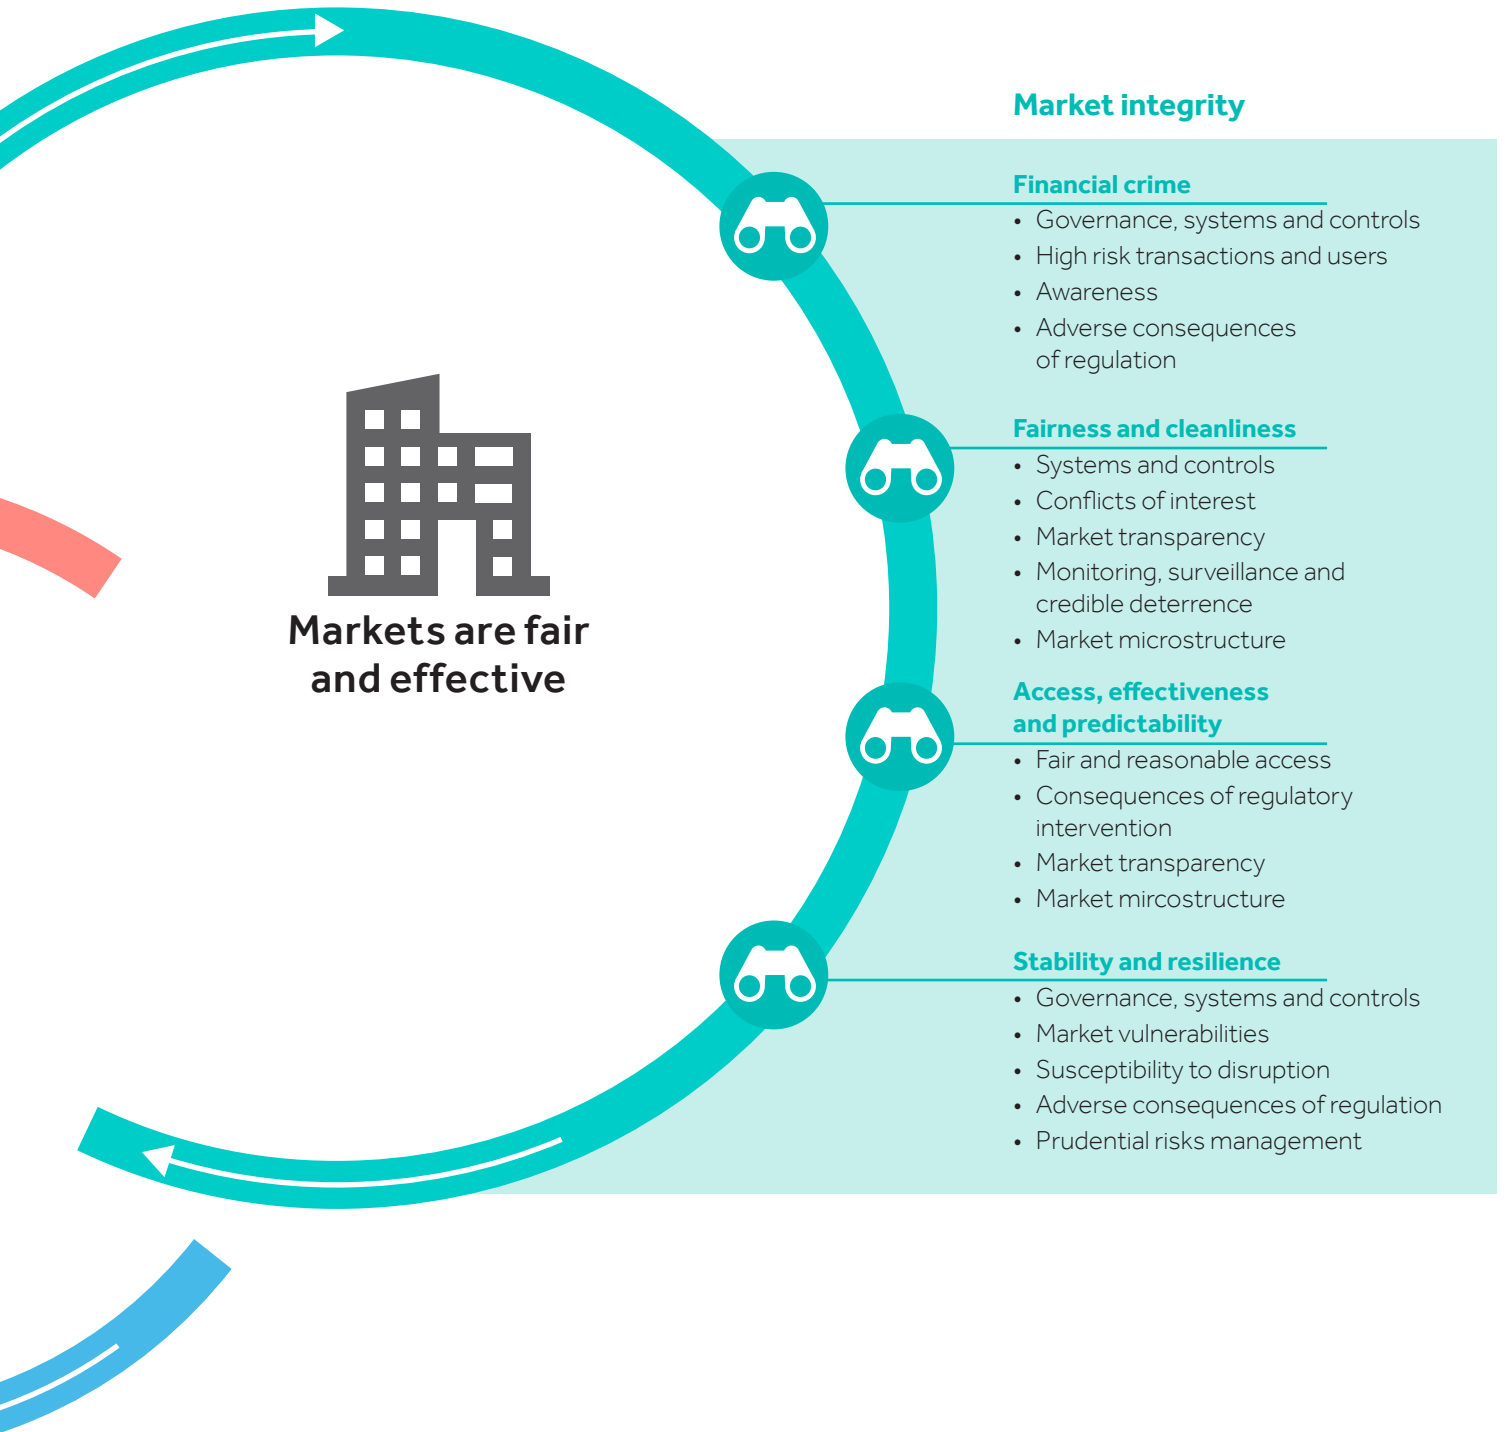 Market integrity
Financial crime
• Governance, systems and controls
• High risk transactions and users
• Awareness
• Adverse consequences
of regulation
Fairness and cleanliness
• Systems and controls
• Conflicts of interest
• Market transparency
• Monitoring, surveillance and
credible deterrence
• Market microstructure
Markets are fair
and effective
Access, effectiveness
and predictability
• Fair and reasonable access
• Consequences of regulatory
intervention
• Market transparency
• Market mircostructure
Stability and resilience
• Governance, systems and controls
• Market vulnerabilities
• Susceptibility to disruption
• Adverse consequences of regulation
• Prudential risks management